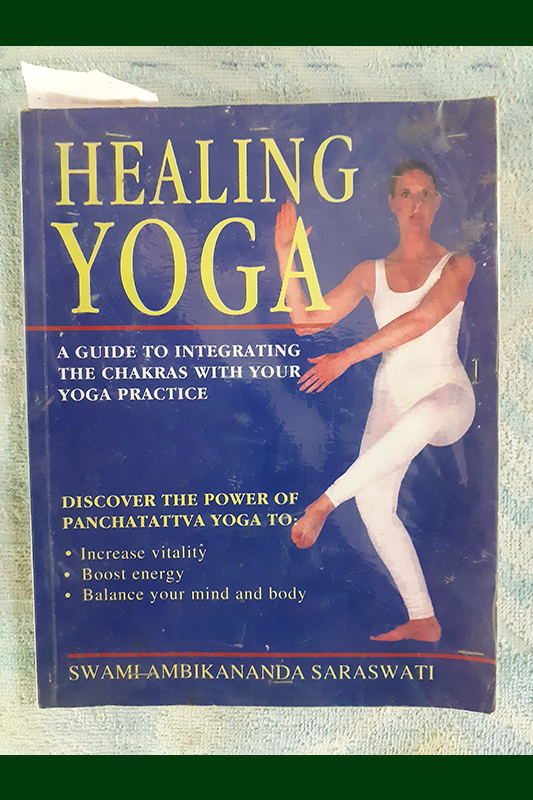 HEALING
YOGA
A GUIDE TO INTEGRATING
THE CHAKRAS WITH YOUR
YOGA PRACTICE
DISCOVER THE POWER OF
PANCHATATTVA YOGA TO:
• Increase vitality
• Boost energy
• Balance your mind and body
SWAMI AMBIKANANDA SARASWATI